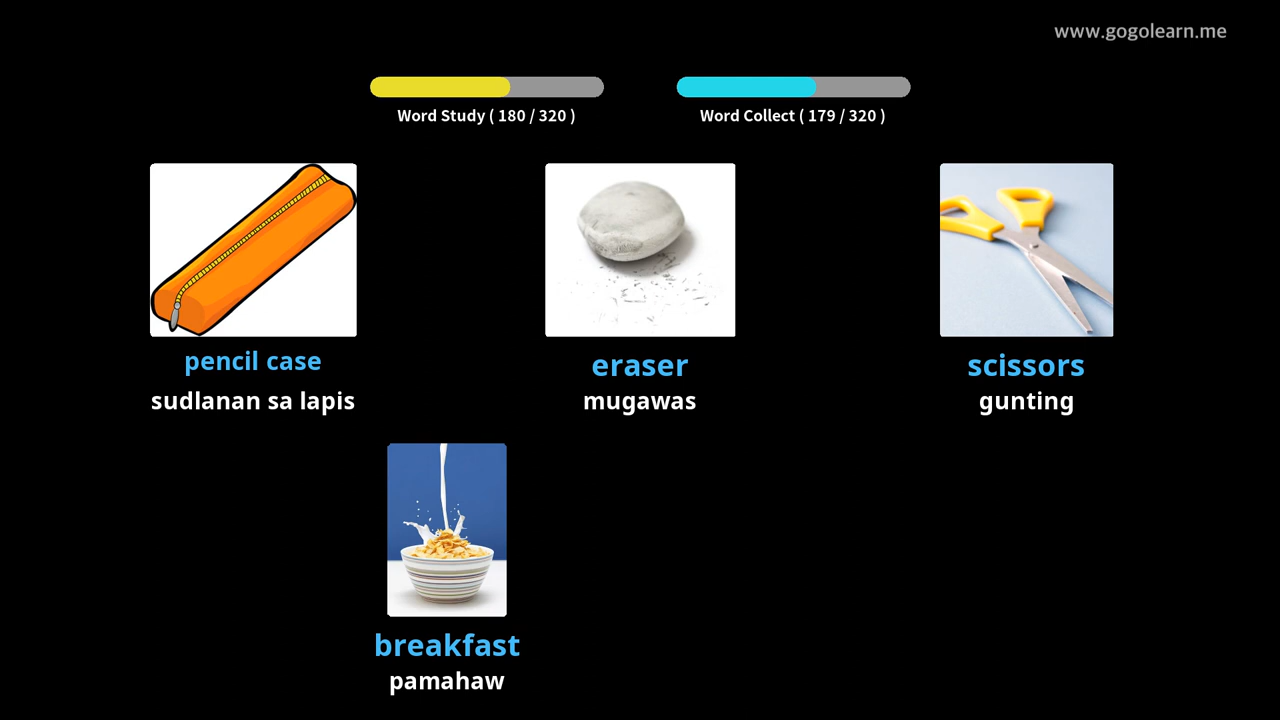 www.gogolearn.me
Word Study ( 180 / 320 )
Word Collect ( 179 / 320 )
pencil case
sudlanan sa lapis
eraser
mugawas
scissors
gunting
breakfast
pamahaw